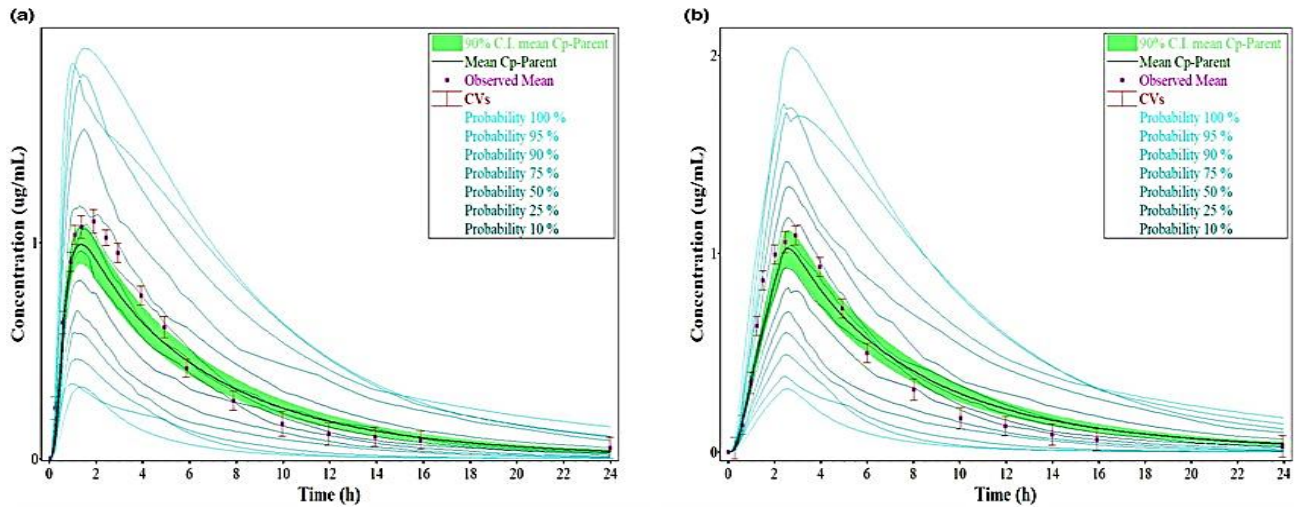 (a)
90% C.I. mean Cp-Parent
Mean Cp-Parent
Observed Mean
CVs
Probability 100 %
Probability 95 %
Probability 90 %
Probability 75 %
Probability 50 %
Probability 25 %
Probability 10 %
Concentration (ug/mL)
1
0
0 2 4 6 8 10 12 14 16 18 20 22 24
Time (h)
(b)
90% C.I. mean Cp-Parent
Mean Cp-Parent
Observed Mean
CVs
Probability 100 %
Probability 95 %
Probability 90 %
Probability 75 %
Probability 50 %
Probability 25 %
Probability 10 %
Concentration (ug/mL)
2
1
0
0 2 4 6 8 10 12 14 16 18 20 22 24
Time (h)